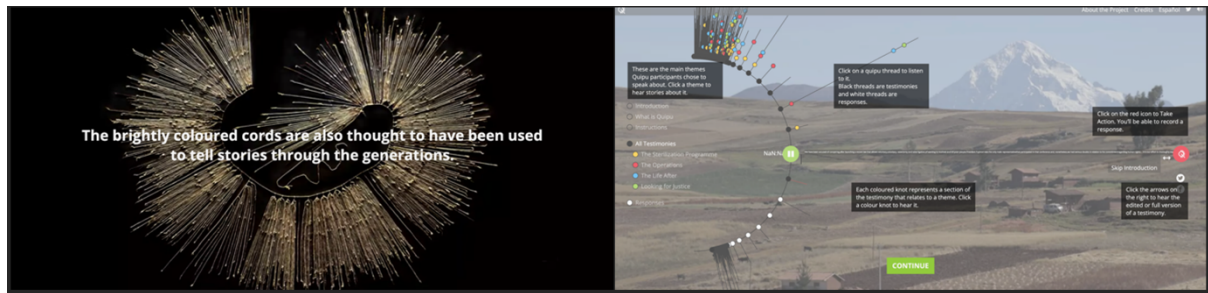 The brightly coloured cords are also thought to have been used
to tell stories through the generations.
About the Project Credits Español
These are the main themes
Quipu participants chose to
speak about. Click a theme to
hear stories about it.
Click on a quipu thread to listen
to it.
Black threads are testimonies
and white threads are
responses.
Click on the red icon to Take
Action. You'll be able to record a
response.
Introduction
What is Quipu
Instructions
All Testimonies
The Sterilization Programme
The Operations
The Life After
Looking for Justice
Responses
Skip Introduction
Each coloured knot represents a section of
the testimony that relates to a theme. Click
a colour knot to hear it.
Click the arrows on
the right to hear the
edited or full version
of a testimony.
CONTINUE